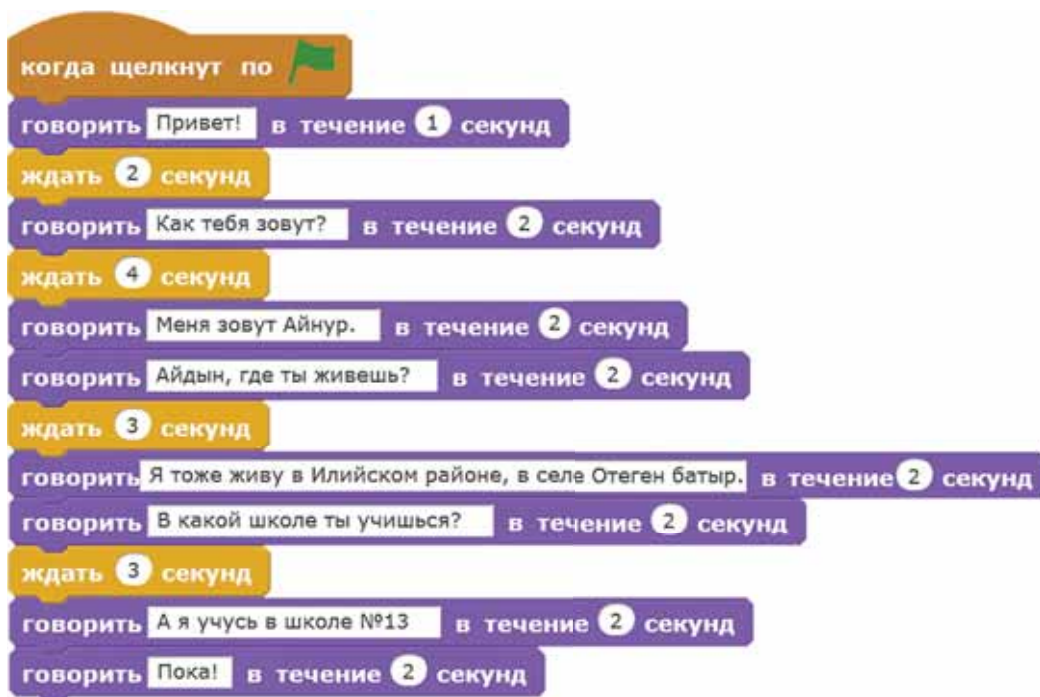 когда щелкнут по
говорить Привет! в течение 1 секунд
ждать 2 секунд
говорить Как тебя зовут? в течение 2 секунд
ждать 4 секунд
говорить Меня зовут Айнур. в течение 2 секунд
говорить Айдын, где ты живешь? в течение 2 секунд
ждать 3 секунд
говорить Я тоже живу в Илийском районе, в селе Отеген батыр. в течение 2 секунд
говорить В какой школе ты учишься? в течение 2 секунд
ждать 3 секунд
говорить А я учусь в школе №13 в течение 2 секунд
говорить Пока! в течение 2 секунд